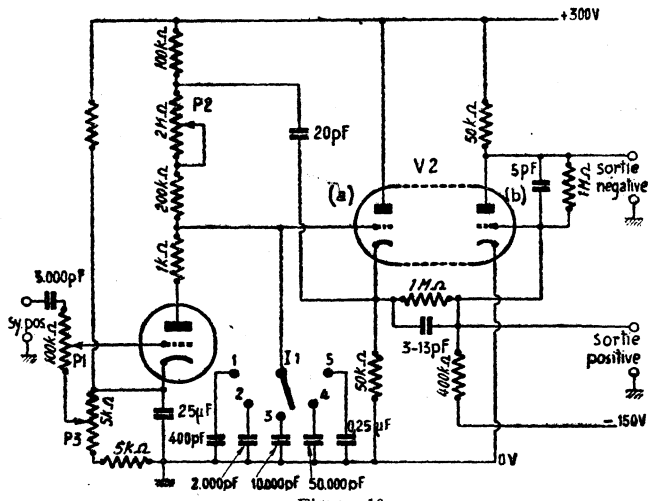 +300V
100kΩ
P2
2MΩ
20pF
50kΩ
V2
5pF
1MΩ
Sortie
négative
(a)
(b)
200kΩ
1kΩ
1MΩ
3-13pF
Sortie
positive
5.000pF
Sy.pos.
100kΩ
P1
1
I1
5
2
3
4
50kΩ
400kΩ
5kΩ
25µF
P3
400pF
0,25µF
-150V
5kΩ
2.000pF
10.000pF
50.000pF
0V